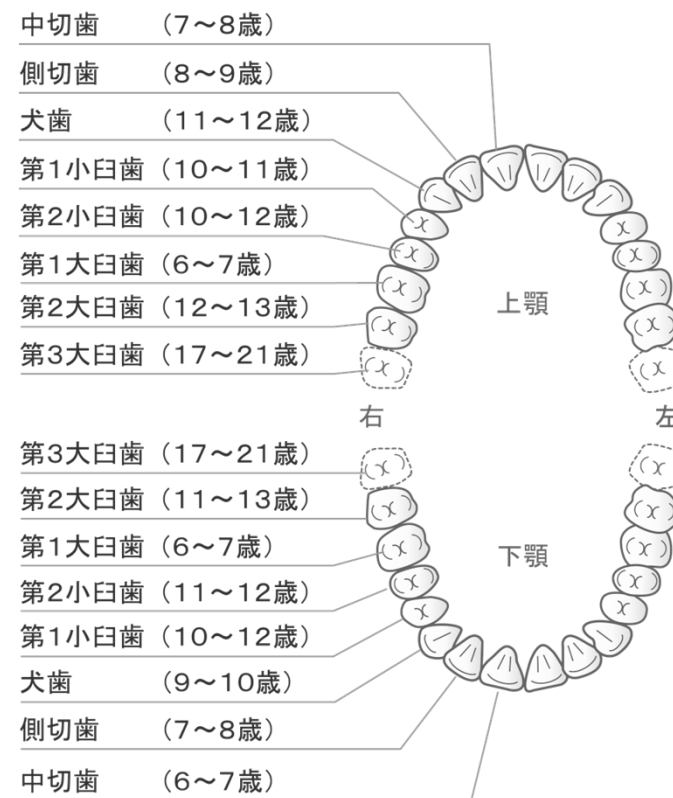 中切歯 （7〜8歳）
側切歯 （8〜9歳）
犬歯 （11〜12歳）
第1小臼歯（10〜11歳）
第2小臼歯（10〜12歳）
第1大臼歯（6〜7歳）
第2大臼歯（12〜13歳）
第3大臼歯（17〜21歳）
上顎
右
左
第3大臼歯（17〜21歳）
第2大臼歯（11〜13歳）
第1大臼歯（6〜7歳）
第2小臼歯（11〜12歳）
第1小臼歯（10〜12歳）
犬歯 （9〜10歳）
側切歯 （7〜8歳）
中切歯 （6〜7歳）
下顎